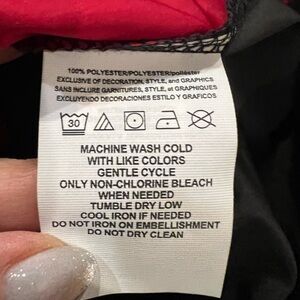 100% POLYESTER/POLYESTER/poliéster
EXCLUSIVE OF DECORATION, STYLE, and GRAPHICS
SANS INCLURE GARNITURES, STYLE, et GRAPHIQUES
EXCLUYENDO DECORACIONES ESTILO Y GRAFICOS
30
MACHINE WASH COLD
WITH LIKE COLORS
GENTLE CYCLE
ONLY NON-CHLORINE BLEACH
WHEN NEEDED
TUMBLE DRY LOW
COOL IRON IF NEEDED
DO NOT IRON ON EMBELLISHMENT
DO NOT DRY CLEAN